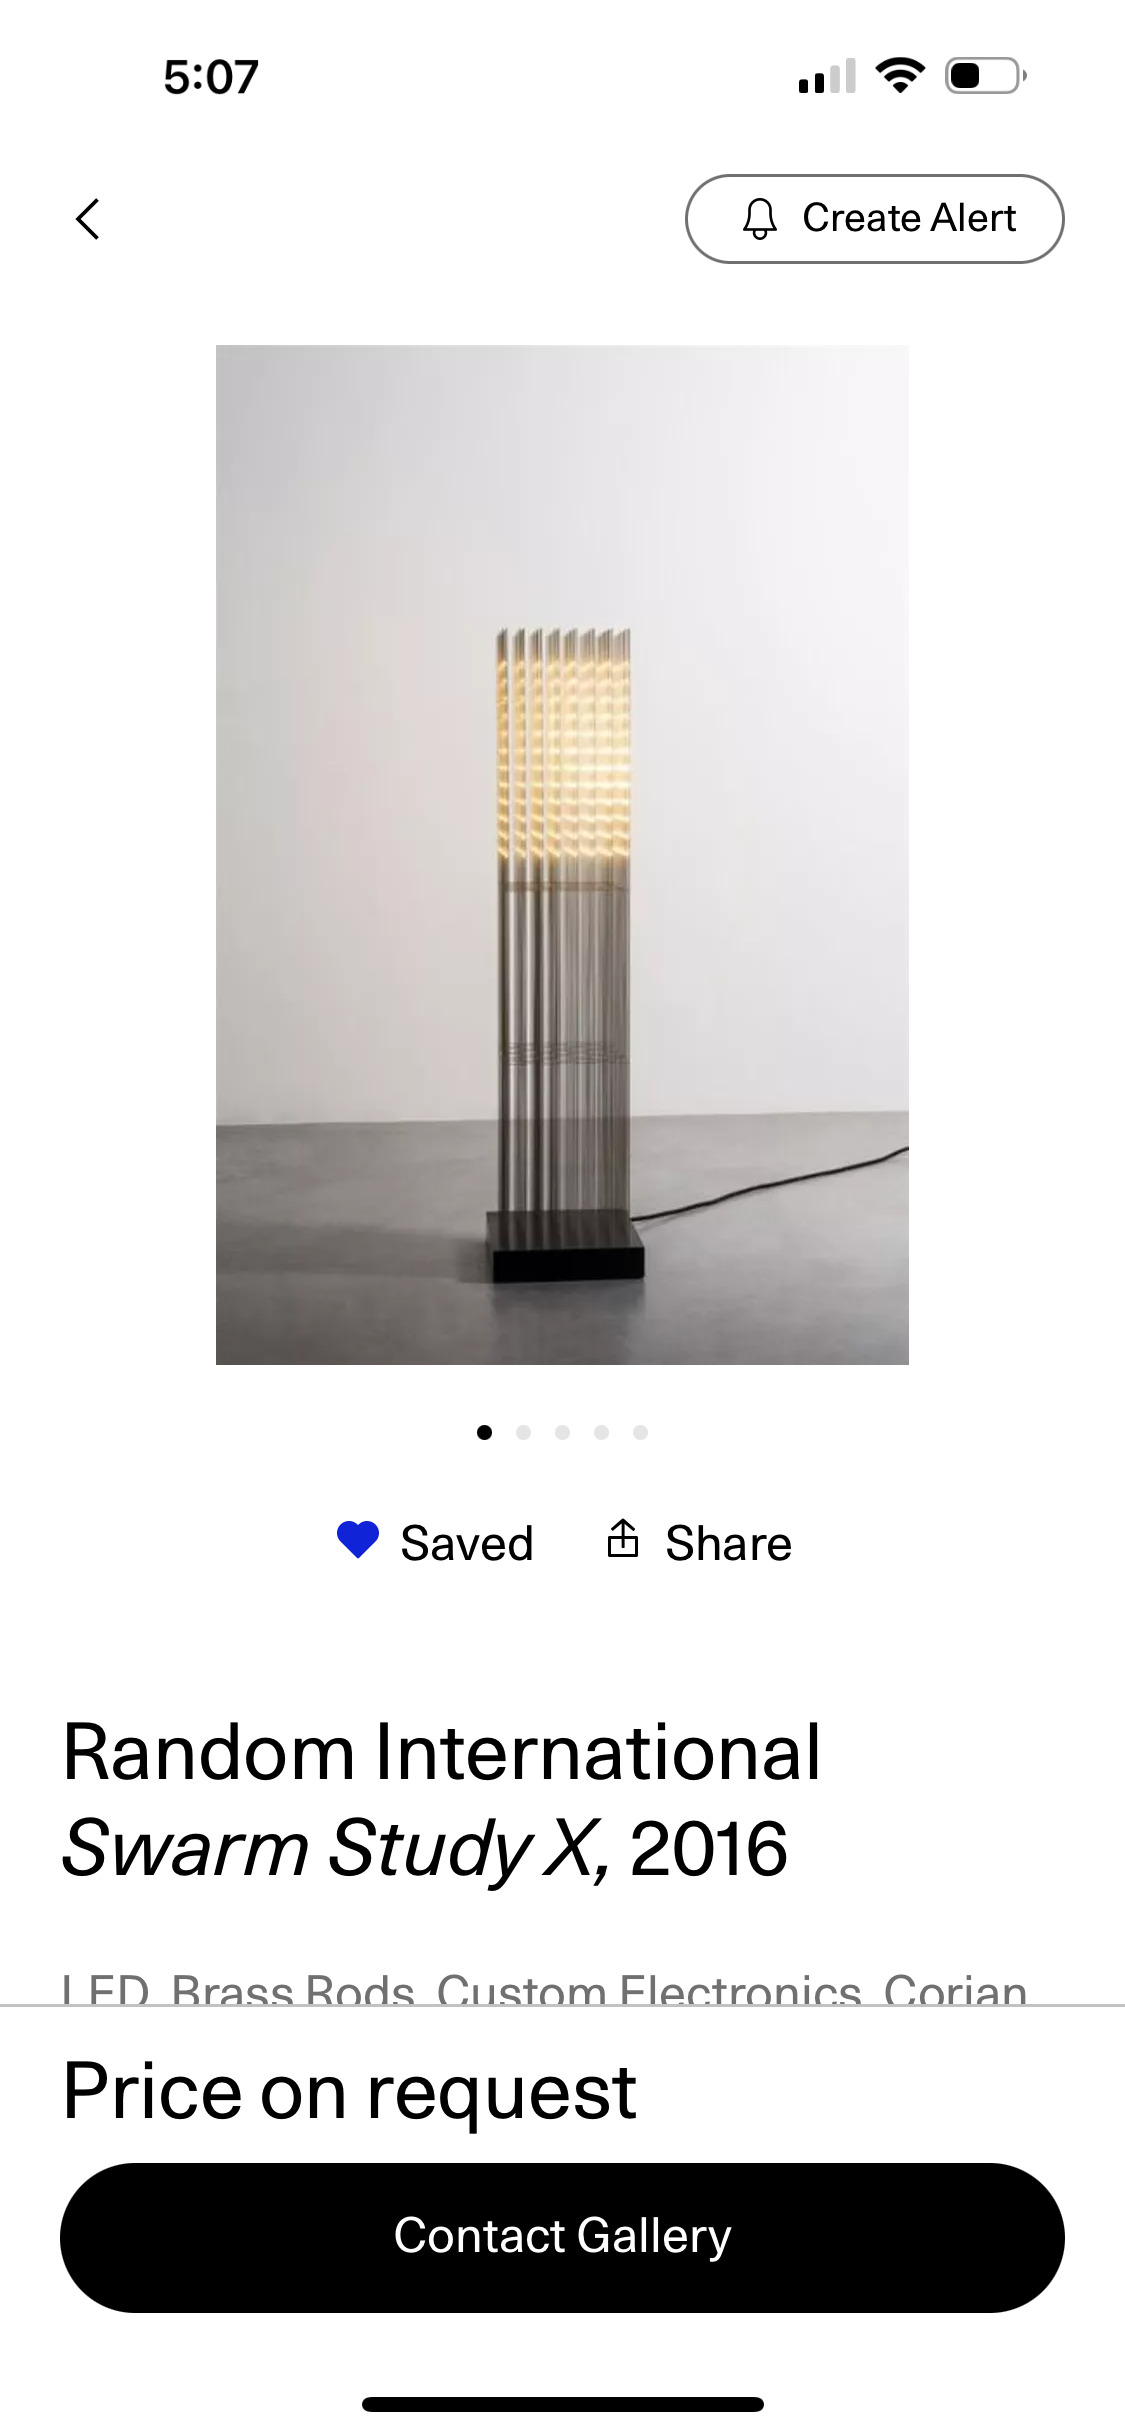 5:07
Create Alert
Saved
Share
Random International
Swarm Study X, 2016
LED, Brass Rods, Custom Electronics, Corian
Price on request
Contact Gallery